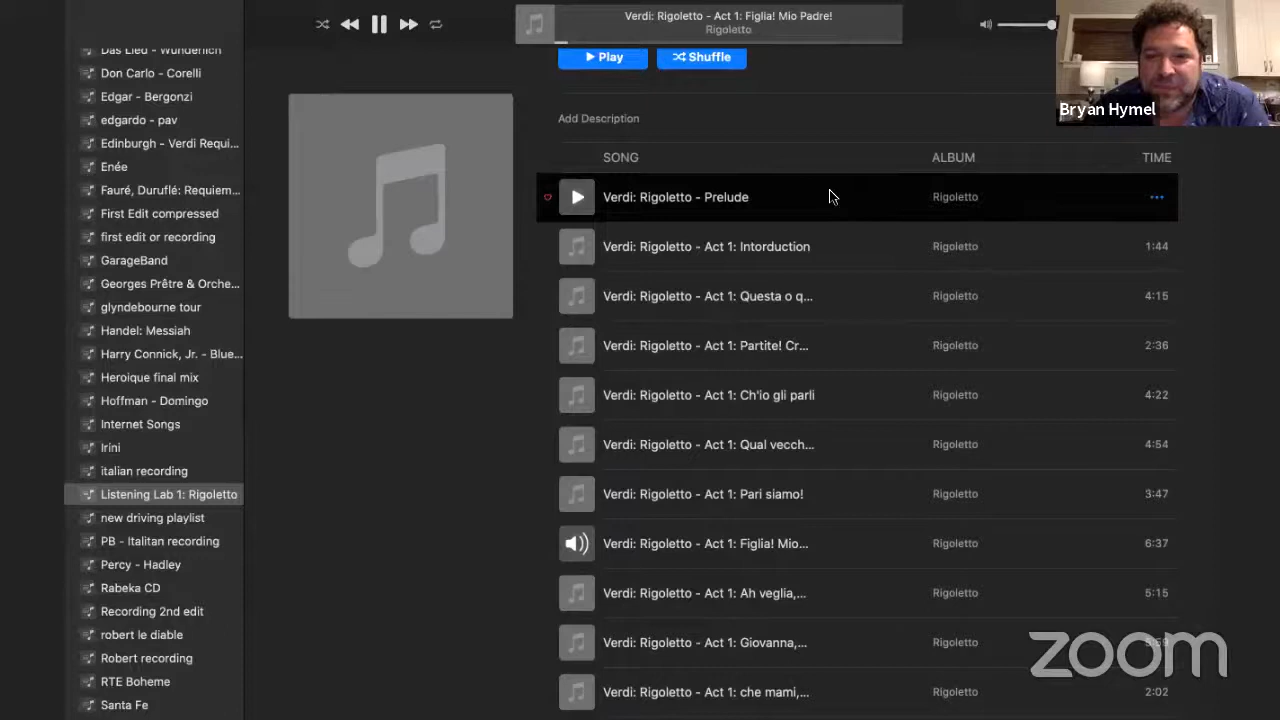 Verdi: Rigoletto - Act 1: Figlia! Mio Padre!
Rigoletto
Bryan Hymel
Das Lied - Wunderlich
Don Carlo - Corelli
Edgar - Bergonzi
edgardo - pav
Edinburgh - Verdi Requi...
Enée
Fauré, Duruflé: Requiem...
First Edit compressed
first edit or recording
GarageBand
Georges Prêtre & Orche...
glyndebourne tour
Handel: Messiah
Harry Connick, Jr. - Blue...
Heroique final mix
Hoffman - Domingo
Internet Songs
Irini
italian recording
Listening Lab 1: Rigoletto
new driving playlist
PB - Italitan recording
Percy - Hadley
Rabeka CD
Recording 2nd edit
robert le diable
Robert recording
RTE Boheme
Santa Fe
Play Shuffle
Add Description
SONG ALBUM TIME
Verdi: Rigoletto - Prelude Rigoletto ...
Verdi: Rigoletto - Act 1: Intorduction Rigoletto 1:44
Verdi: Rigoletto - Act 1: Questa o q... Rigoletto 4:15
Verdi: Rigoletto - Act 1: Partite! Cr... Rigoletto 2:36
Verdi: Rigoletto - Act 1: Ch'io gli parli Rigoletto 4:22
Verdi: Rigoletto - Act 1: Qual vecch... Rigoletto 4:54
Verdi: Rigoletto - Act 1: Pari siamo! Rigoletto 3:47
Verdi: Rigoletto - Act 1: Figlia! Mio... Rigoletto 6:37
Verdi: Rigoletto - Act 1: Ah veglia,... Rigoletto 5:15
Verdi: Rigoletto - Act 1: Giovanna,... Rigoletto
Verdi: Rigoletto - Act 1: che mami,... Rigoletto 2:02
zoom